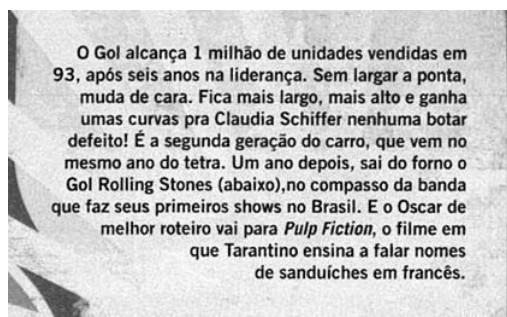 O Gol alcança 1 milhão de unidades vendidas em
93, após seis anos na liderança. Sem largar a ponta,
muda de cara. Fica mais largo, mais alto e ganha
umas curvas pra Claudia Schiffer nenhuma botar
defeito! É a segunda geração do carro, que vem no
mesmo ano do tetra. Um ano depois, sai do forno o
Gol Rolling Stones (abaixo),no compasso da banda
que faz seus primeiros shows no Brasil. E o Oscar de
melhor roteiro vai para Pulp Fiction, o filme em
que Tarantino ensina a falar nomes
de sanduíches em francês.